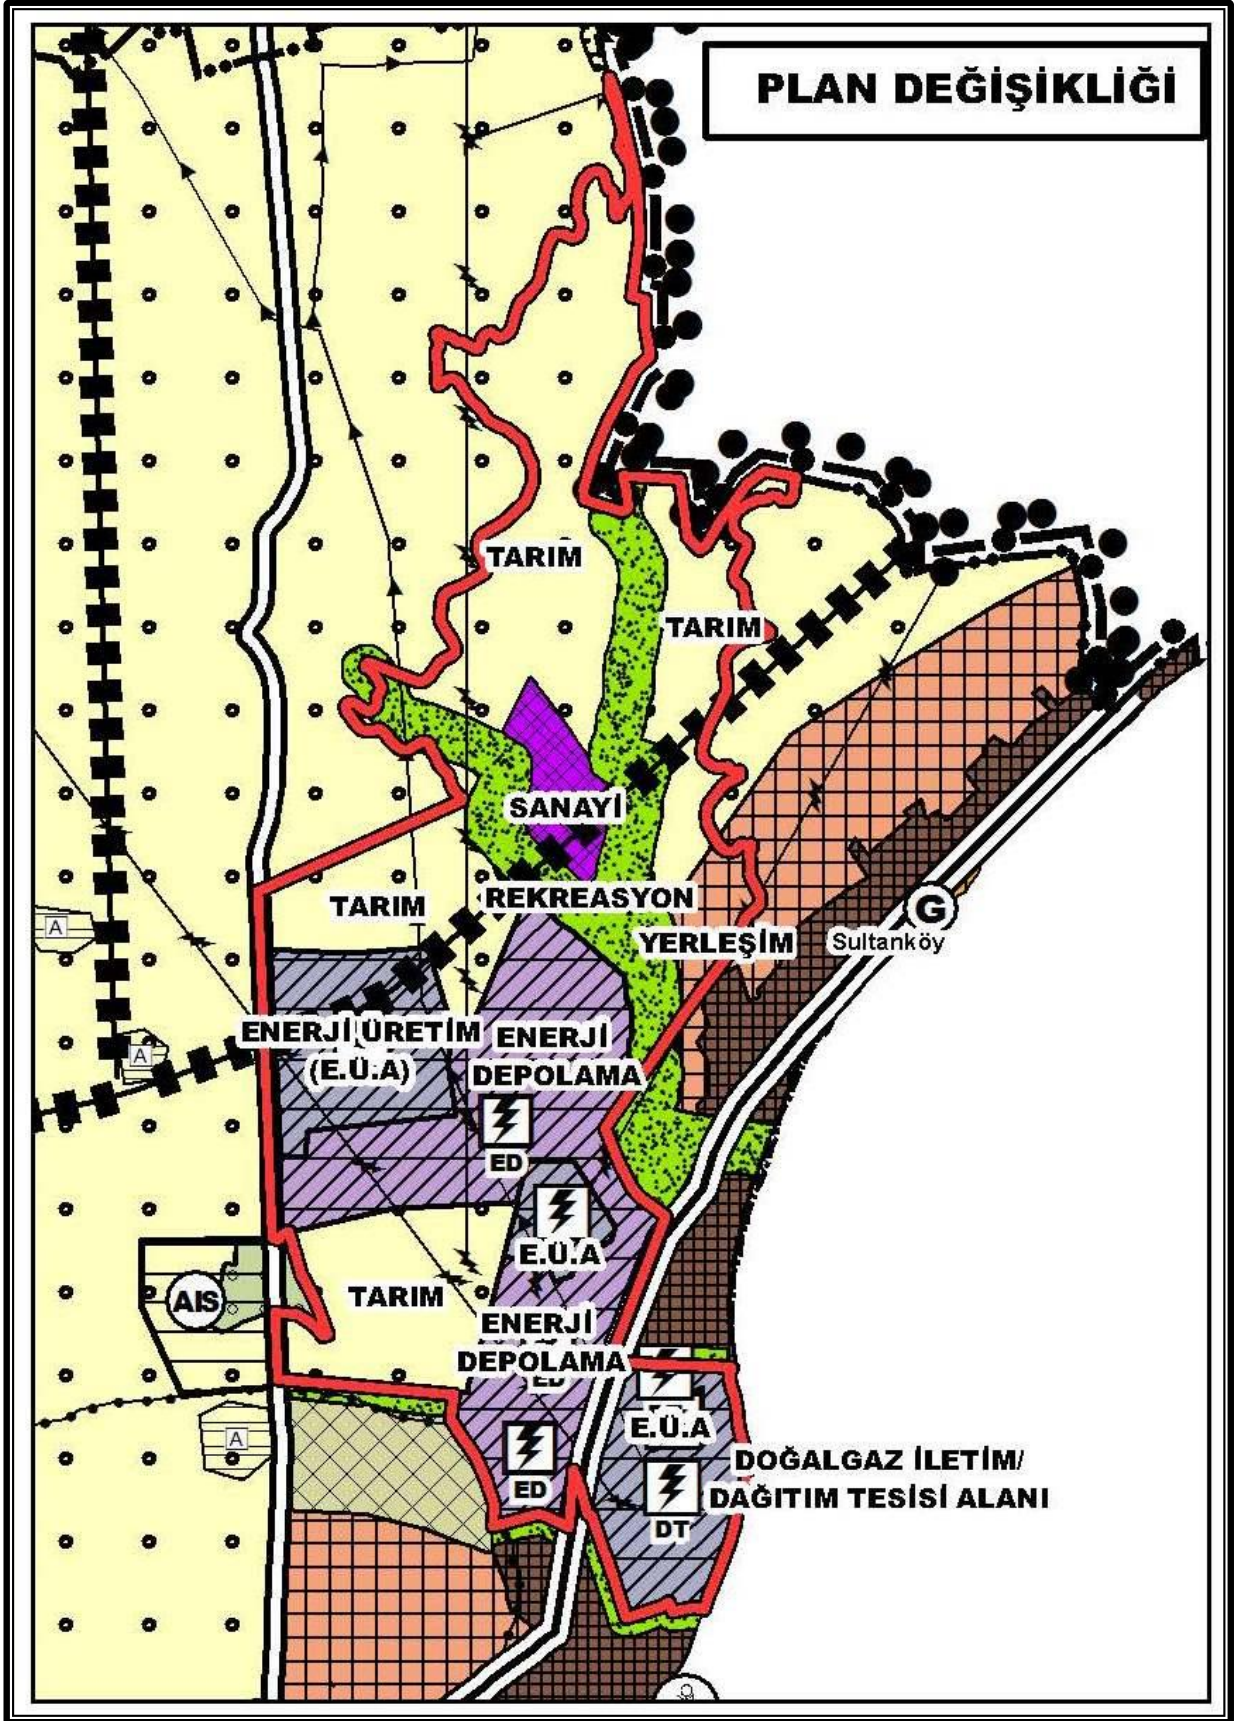 PLAN DEĞİŞİKLİĞİ
TARIM
TARIM
SANAYİ
REKREASYON
TARIM
A
YERLEŞİM
G
Sultanköy
ENERJİ ÜRETİM
(E.Ü.A)
ENERJİ
DEPOLAMA
A
ED
E.Ü.A
AIS
TARIM
ENERJİ
DEPOLAMA
ED
A
E.Ü.A
ED
DOĞALGAZ İLETİM/
DAĞITIM TESİSİ ALANI
DT